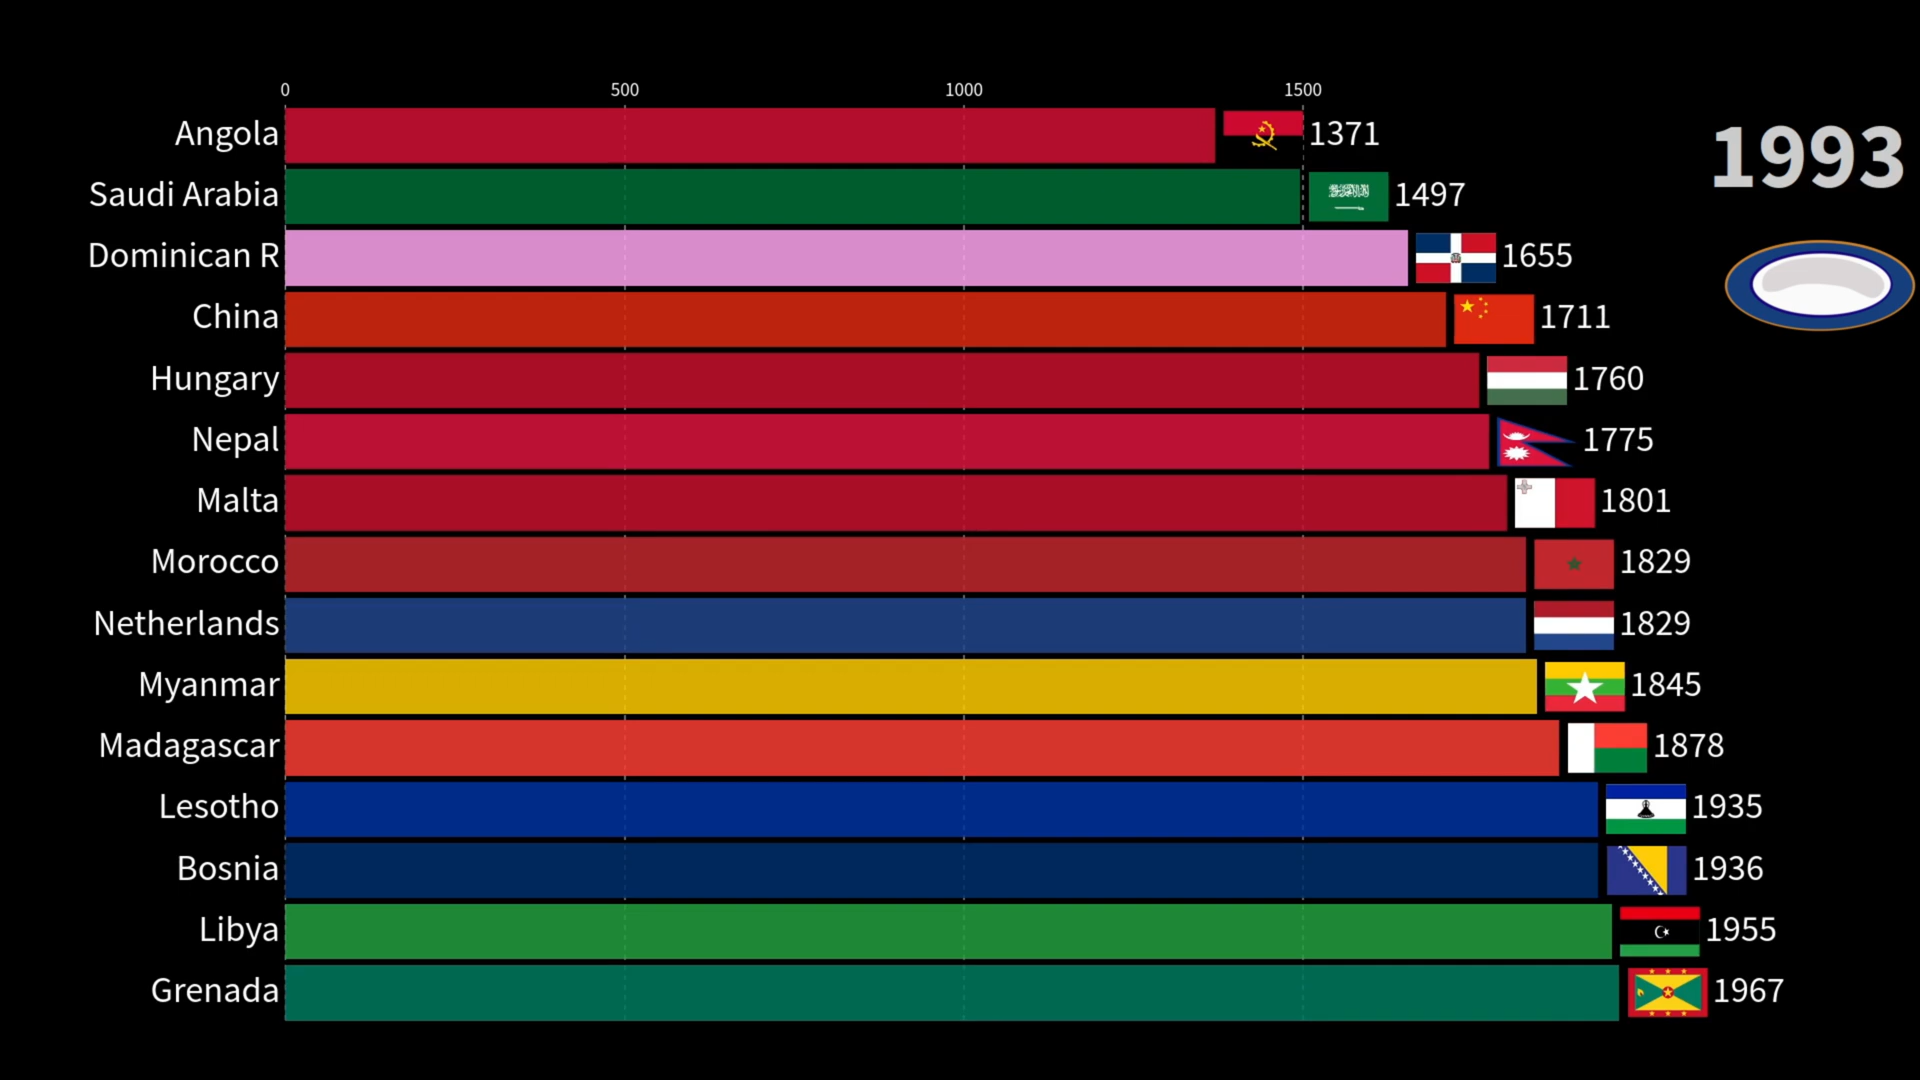 0 500 1000 1500
Angola 1371
1993
Saudi Arabia 1497
Dominican R 1655
China 1711
Hungary 1760
Nepal 1775
Malta 1801
Morocco 1829
Netherlands 1829
Myanmar 1845
Madagascar 1878
Lesotho 1935
Bosnia 1936
Libya 1955
Grenada 1967